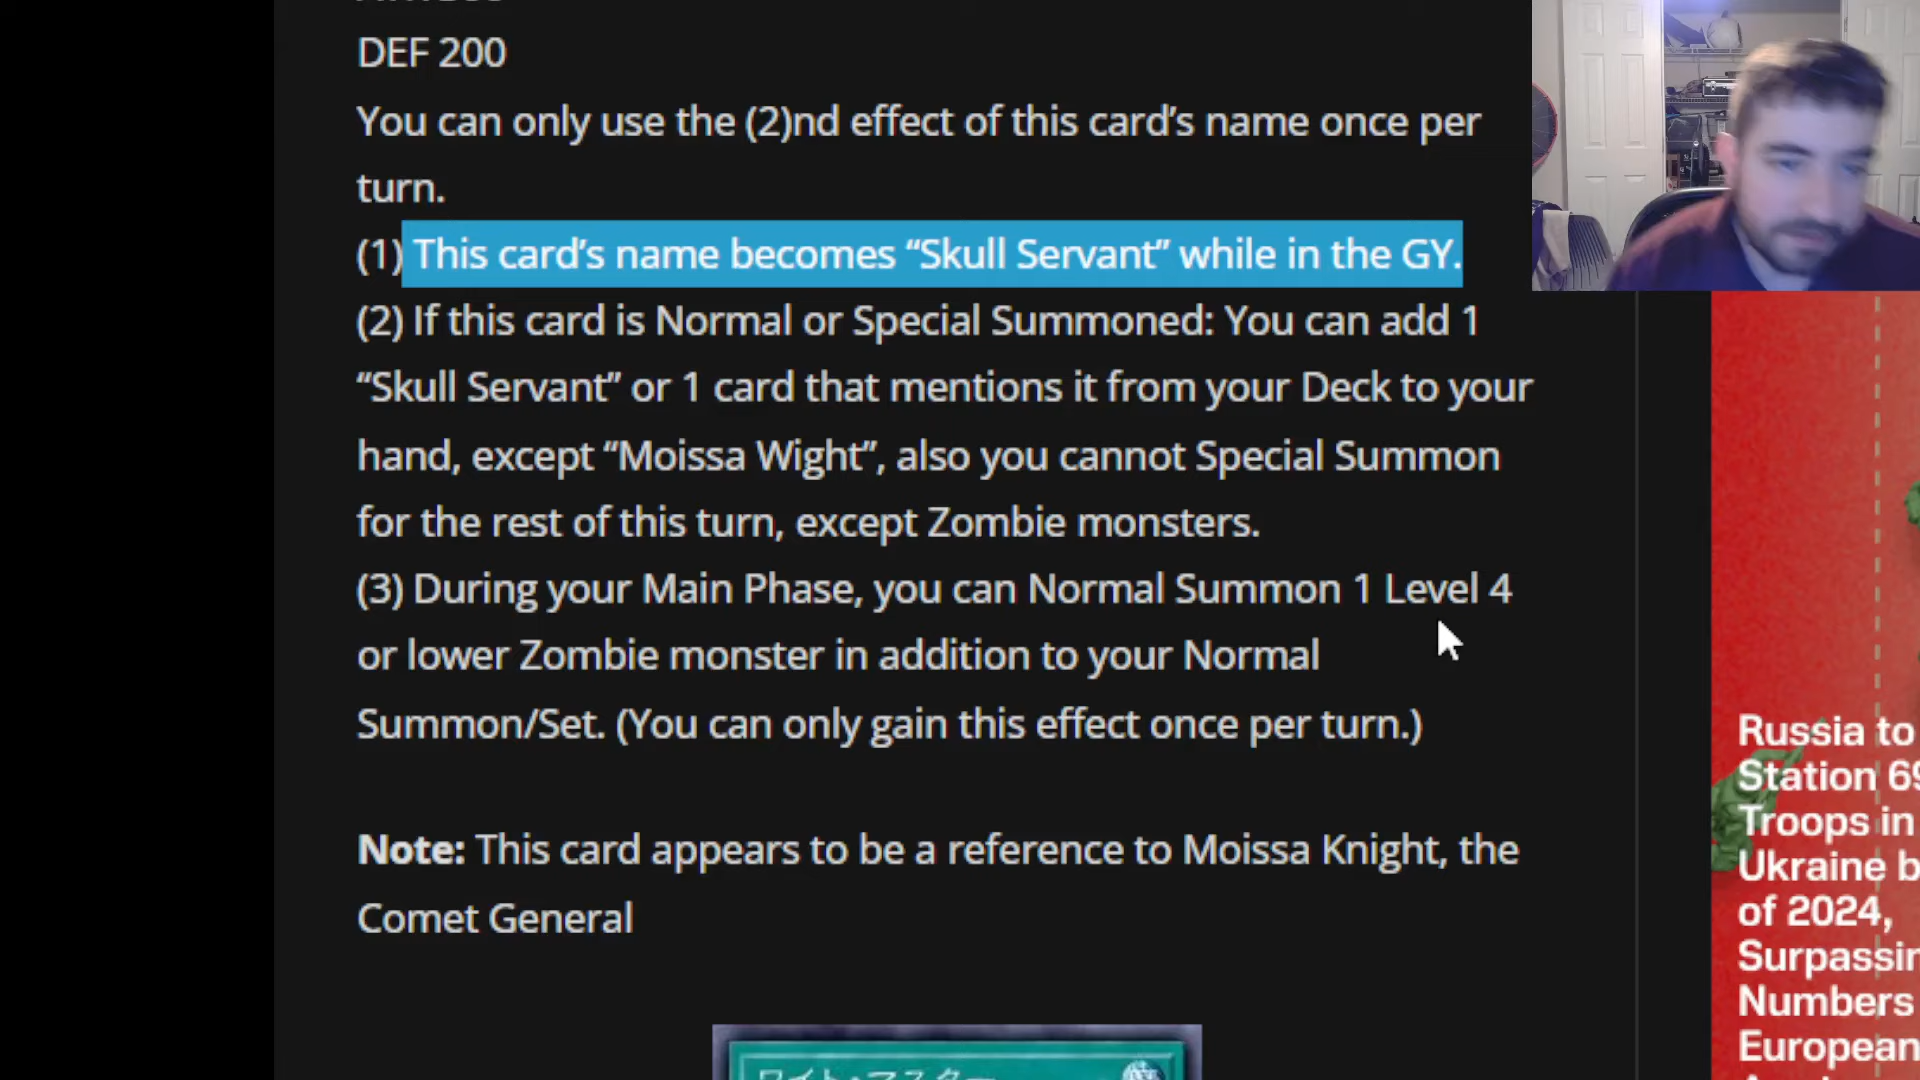 DEF 200
You can only use the (2)nd effect of this card’s name once per
turn.
(1) This card’s name becomes “Skull Servant” while in the GY.
(2) If this card is Normal or Special Summoned: You can add 1
“Skull Servant” or 1 card that mentions it from your Deck to your
hand, except “Moissa Wight”, also you cannot Special Summon
for the rest of this turn, except Zombie monsters.
(3) During your Main Phase, you can Normal Summon 1 Level 4
or lower Zombie monster in addition to your Normal
Summon/Set. (You can only gain this effect once per turn.)
Note: This card appears to be a reference to Moissa Knight, the
Comet General
Russia to
Station 69
Troops in
Ukraine b
of 2024,
Surpassin
Numbers
European